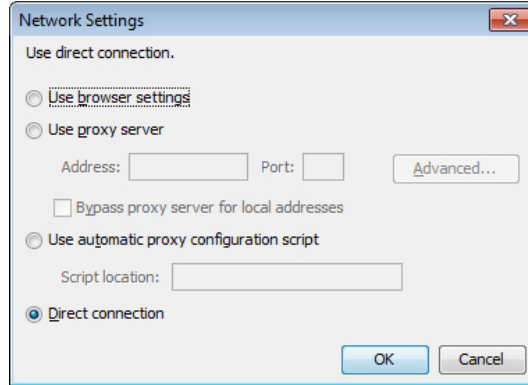 Network Settings
Use direct connection.
Use browser settings
Use proxy server
Address: Port: Advanced...
Bypass proxy server for local addresses
Use automatic proxy configuration script
Script location:
Direct connection
OK Cancel